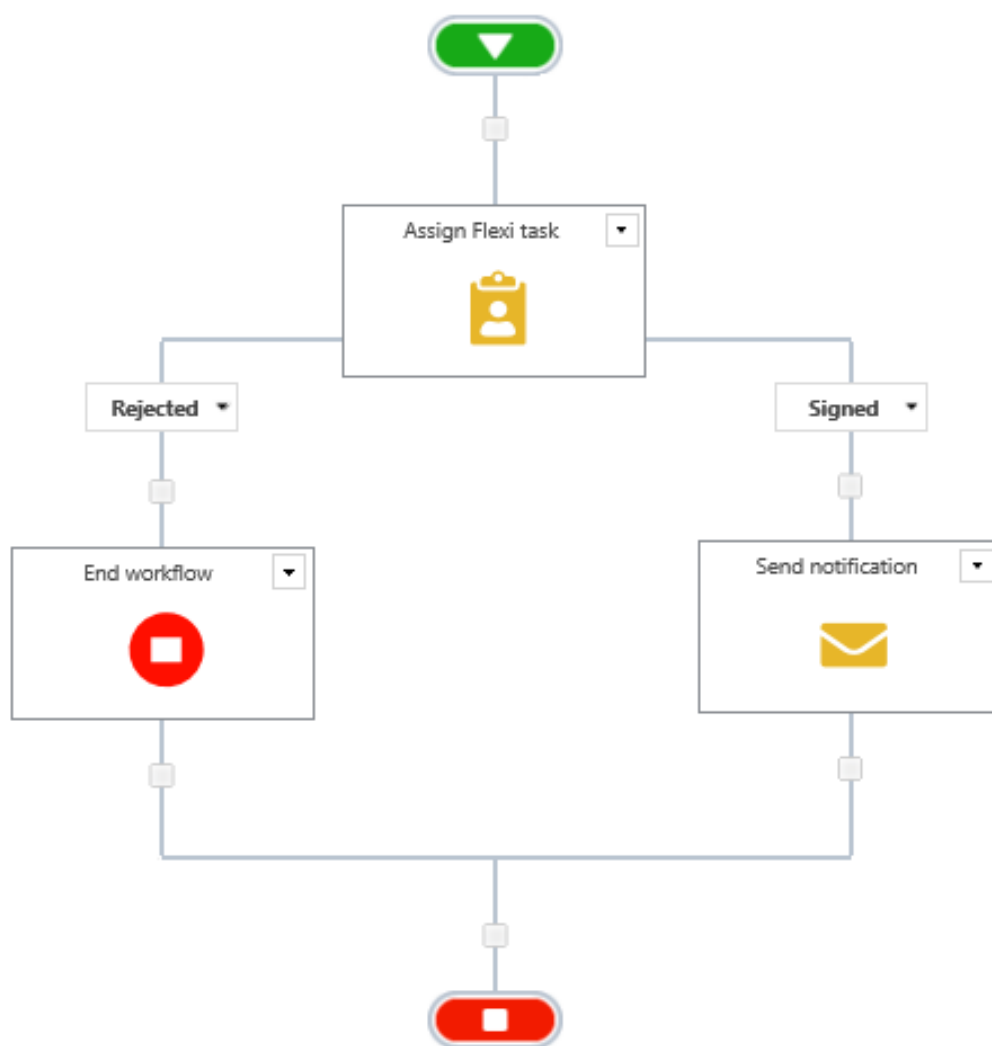 Assign Flexi task
Rejected
Signed
End workflow
Send notification